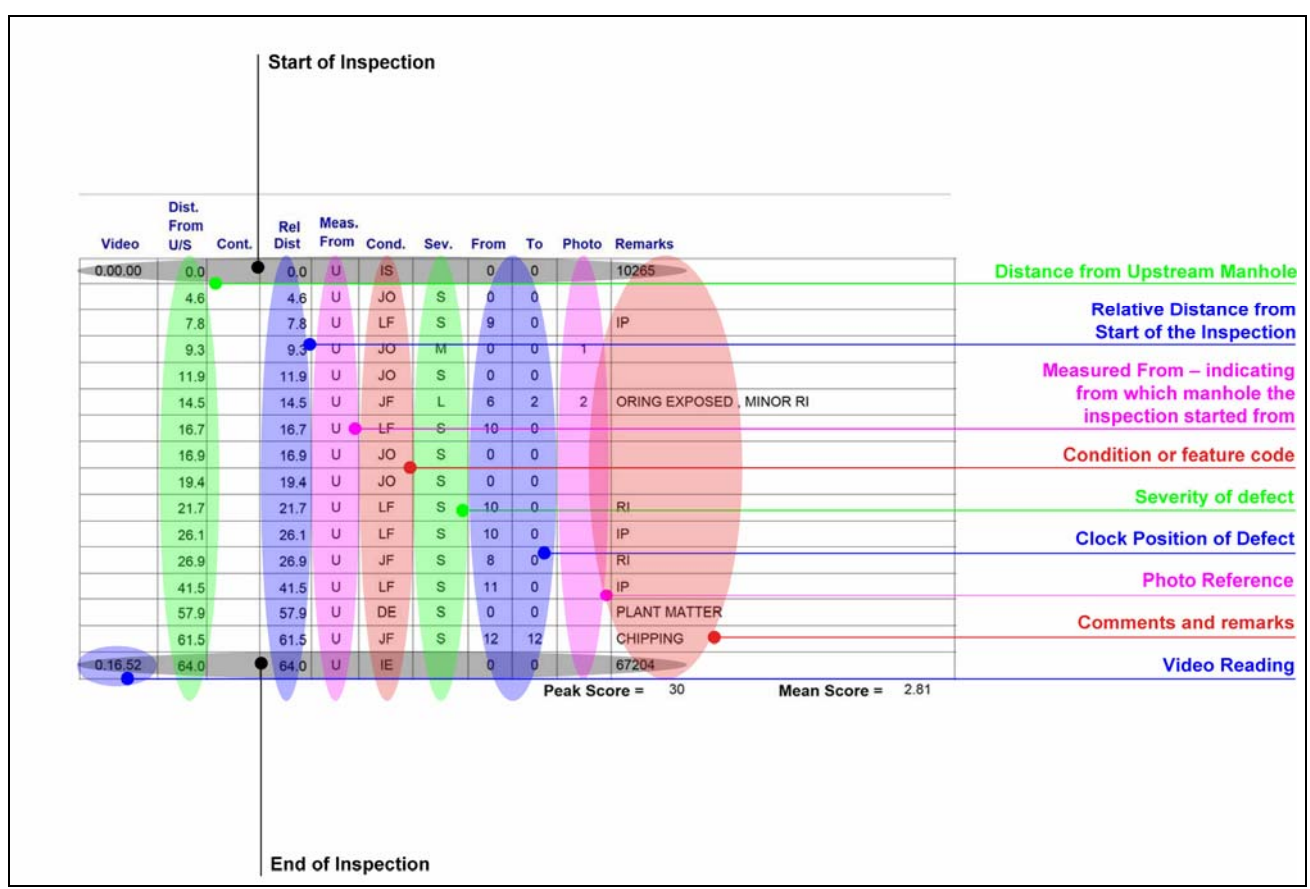 Start of Inspection
Video Dist. From U/S Cont. Rel Dist Meas. From Cond. Sev. From To Photo Remarks
0.00.00 0.0 0.0 U IS 0 0 10265
4.6 4.6 U JO S 0 0
7.8 7.8 U LF S 9 0 IP
9.3 9.3 U JO M 0 0 1
11.9 11.9 U JO S 0 0
14.5 14.5 U JF L 6 2 2 ORING EXPOSED , MINOR RI
16.7 16.7 U LF S 10 0
16.9 16.9 U JO S 0 0
19.4 19.4 U JO S 0 0
21.7 21.7 U LF S 10 0 RI
26.1 26.1 U LF S 10 0 IP
26.9 26.9 U JF S 8 0 RI
41.5 41.5 U LF S 11 0 IP
57.9 57.9 U DE S 0 0 PLANT MATTER
61.5 61.5 U JF S 12 12 CHIPPING
0.16.52 64.0 64.0 U IE 0 0 67204
Peak Score = 30 Mean Score = 2.81
Distance from Upstream Manhole
Relative Distance from
Start of the Inspection
Measured From – indicating
from which manhole the
inspection started from
Condition or feature code
Severity of defect
Clock Position of Defect
Photo Reference
Comments and remarks
Video Reading
End of Inspection